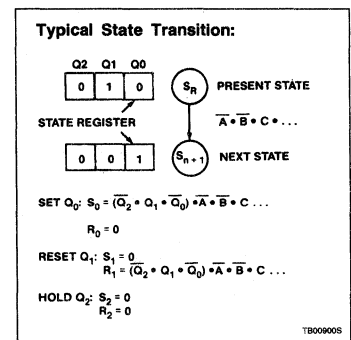 Typical State Transition:
Q2 Q1 Q0
0 1 0
S_R PRESENT STATE
STATE REGISTER
A̅ • B̅ • C • . . .
0 0 1
S_{n + 1} NEXT STATE
SET Q₀: S₀ = (Q̅₂ • Q₁ • Q̅₀) • A̅ • B̅ • C . . .
R₀ = 0
RESET Q₁: S₁ = 0
R₁ = (Q̅₂ • Q₁ • Q̅₀) • A̅ • B̅ • C . . .
HOLD Q₂: S₂ = 0
R₂ = 0
TB00900S